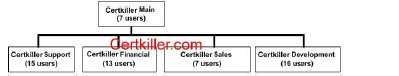 Certkiller Main
(7 users)
Certkiller.com
Certkiller Support
(15 users)
Certkiller Financial
(13 users)
Certkiller Sales
(7 users)
Certkiller Development
(16 users)